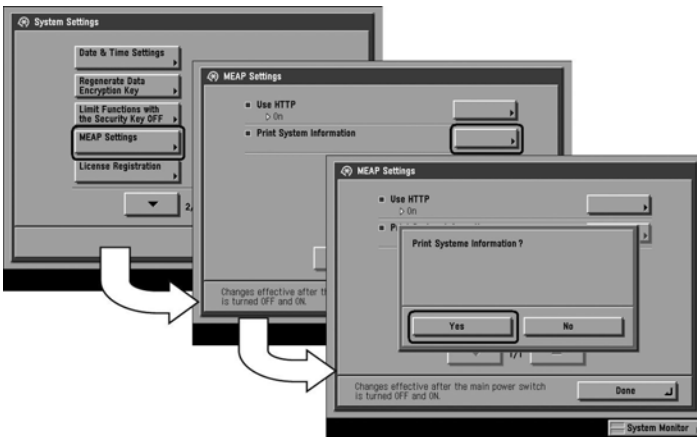 System Settings
Date & Time Settings
Regenerate Data
Encryption Key
Limit Functions with
the Security Key OFF
MEAP Settings
License Registration
2/
MEAP Settings
Use HTTP
On
Print System Information
Changes effective after th
is turned OFF and ON.
MEAP Settings
Use HTTP
On
P
Print Systeme Information ?
Yes
No
1/1
Changes effective after the main power switch
is turned OFF and ON.
Done
System Monitor